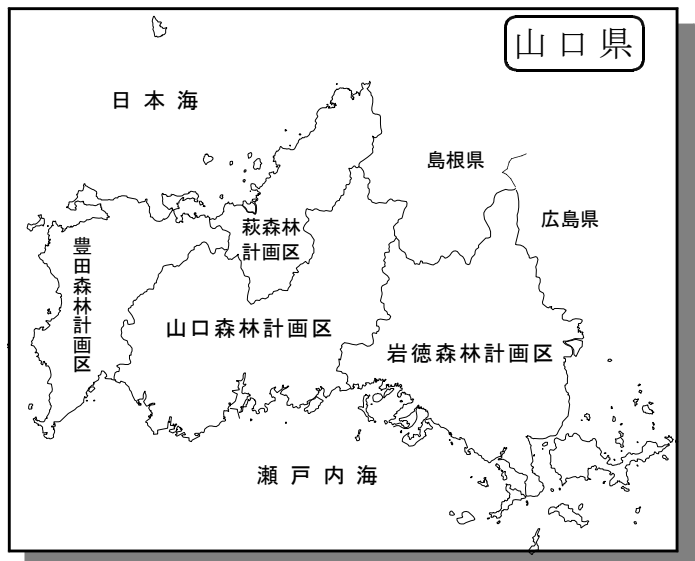 山口県
日本海
島根県
広島県
萩森林
計画区
豊田森林計画区
山口森林計画区
岩徳森林計画区
瀬戸内海